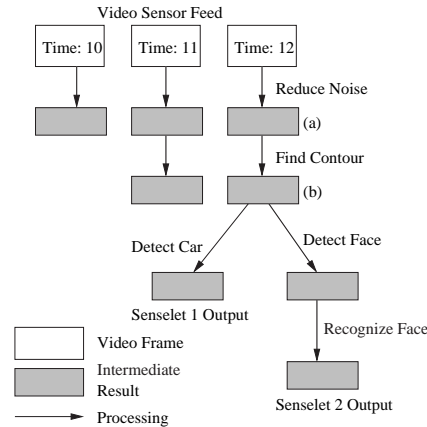 Video Sensor Feed
Time: 10
Time: 11
Time: 12
Reduce Noise
(a)
Find Contour
(b)
Detect Car
Detect Face
Senselet 1 Output
Recognize Face
Video Frame
Intermediate
Result
Senselet 2 Output
Processing